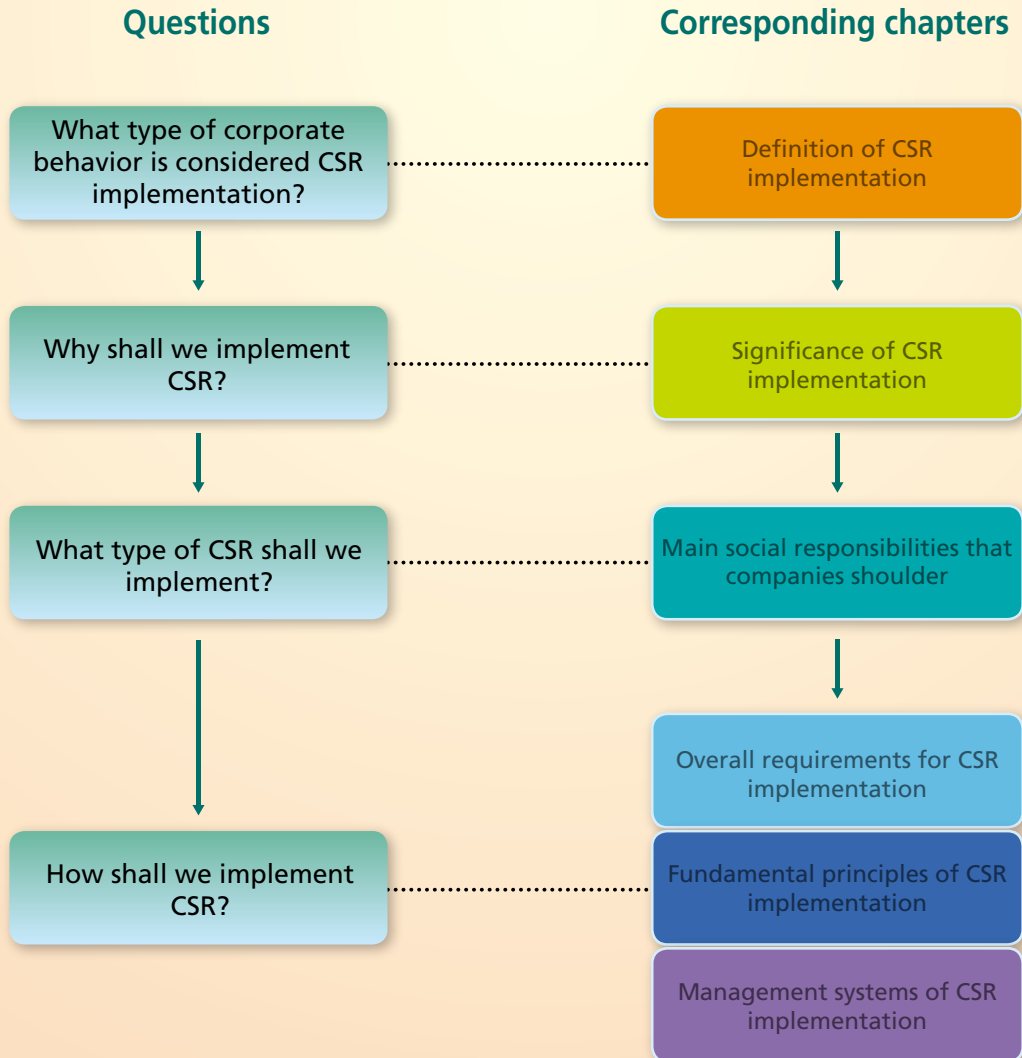 Questions
Corresponding chapters
What type of corporate
behavior is considered CSR
implementation?
Definition of CSR
implementation
Why shall we implement
CSR?
Significance of CSR
implementation
What type of CSR shall we
implement?
Main social responsibilities that
companies shoulder
Overall requirements for CSR
implementation
How shall we implement
CSR?
Fundamental principles of CSR
implementation
Management systems of CSR
implementation